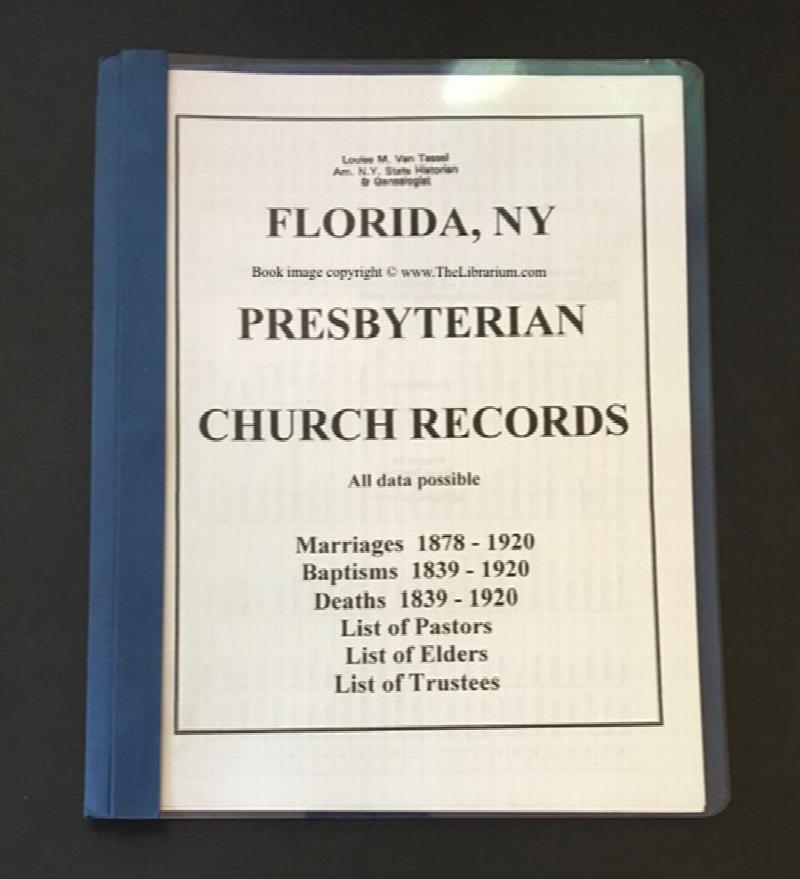 Louise M. Van Tassel
Am. N.Y. State Historian
& Genealogist
FLORIDA, NY
Book image copyright © www.TheLibrarium.com
PRESBYTERIAN
CHURCH RECORDS
All data possible
Marriages 1878 - 1920
Baptisms 1839 - 1920
Deaths 1839 - 1920
List of Pastors
List of Elders
List of Trustees